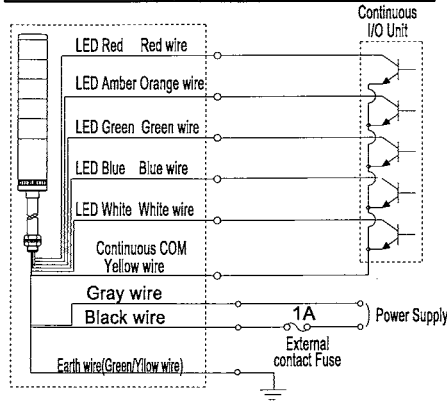 Continuous
I/O Unit
LED Red Red wire
LED Amber Orange wire
LED Green Green wire
LED Blue Blue wire
LED White White wire
Continuous COM
Yellow wire
Gray wire
Black wire
1A
Power Supply
External
contact Fuse
Earth wire(Green/Yllow wire)